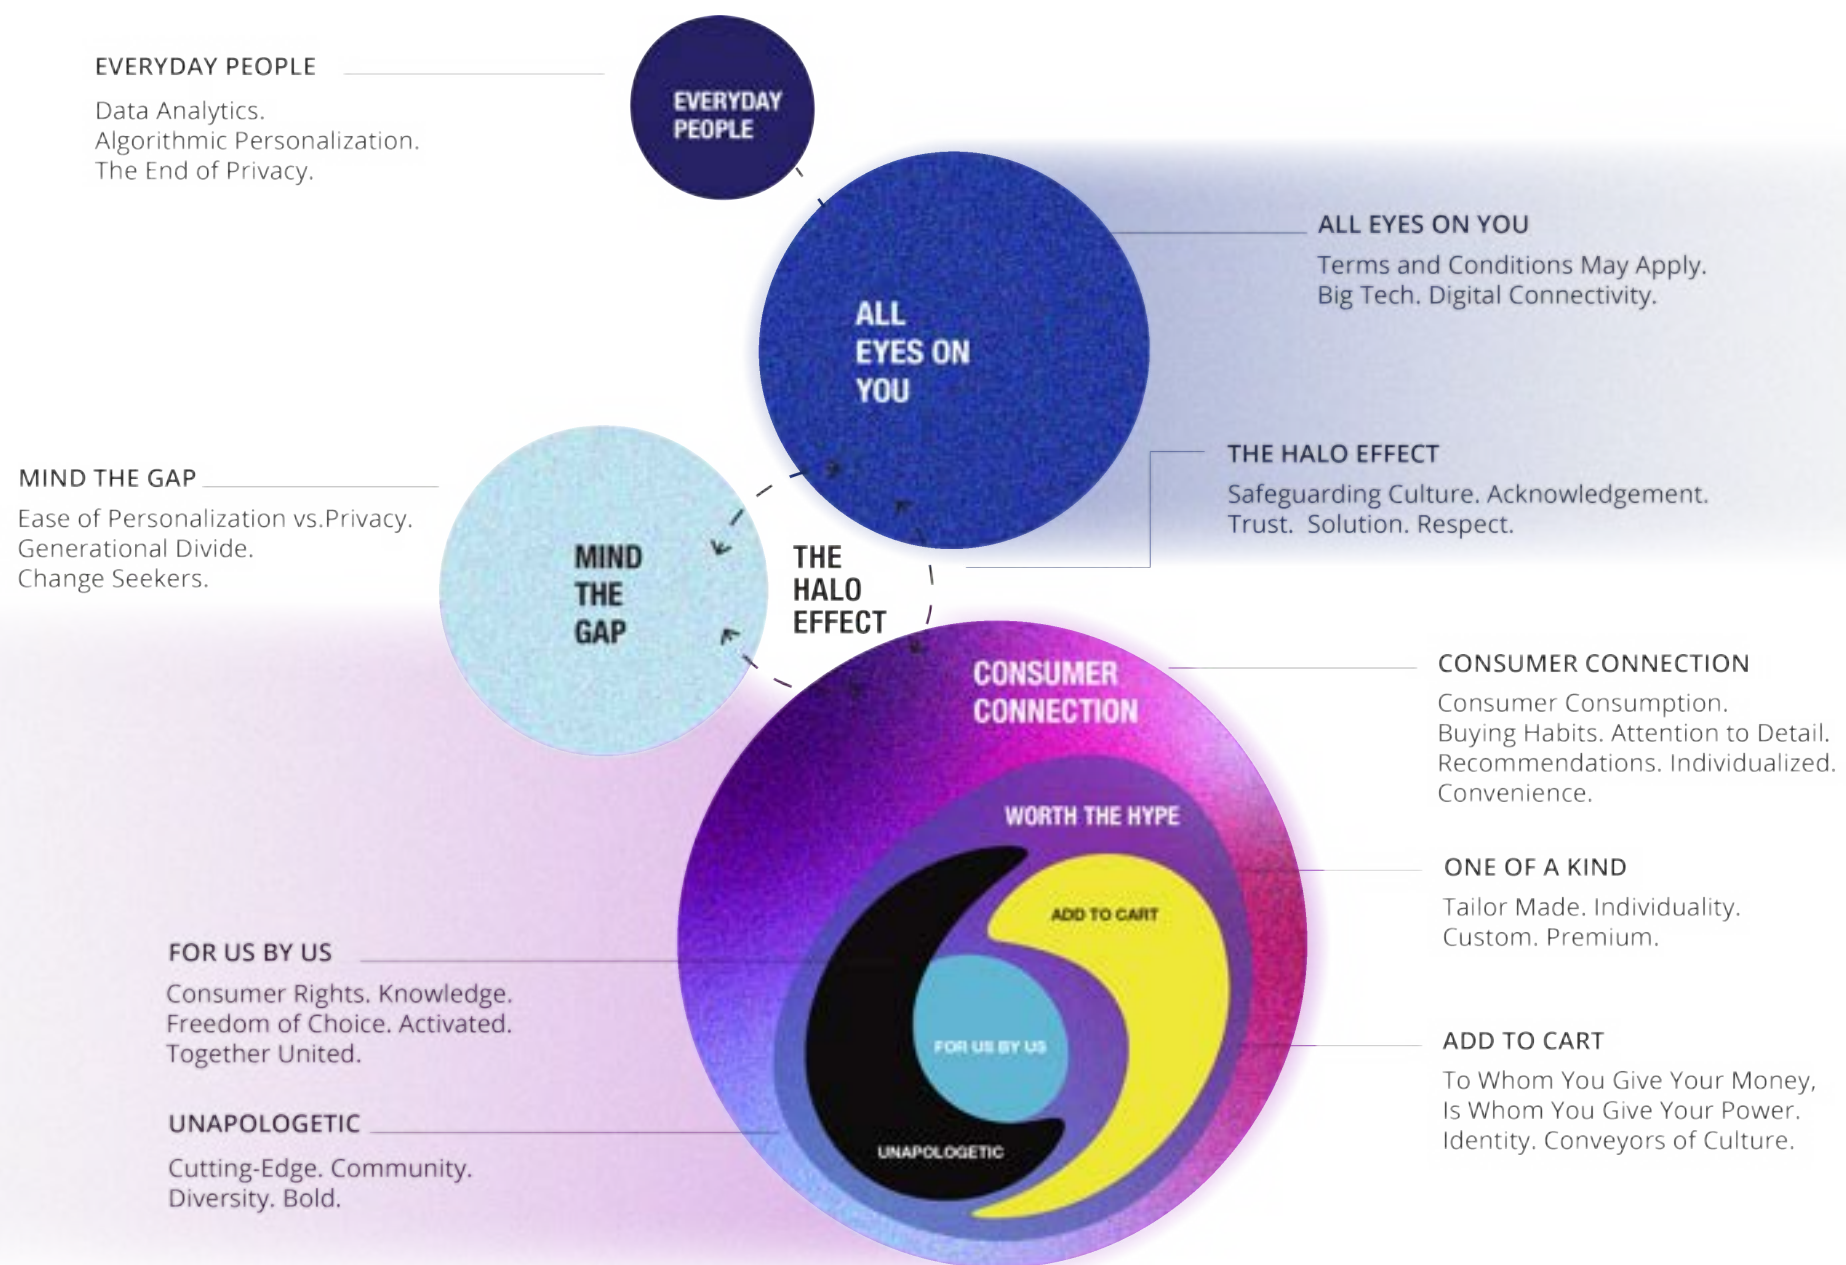 EVERYDAY PEOPLE
Data Analytics.
Algorithmic Personalization.
The End of Privacy.
EVERYDAY
PEOPLE
ALL
EYES ON
YOU
ALL EYES ON YOU
Terms and Conditions May Apply.
Big Tech. Digital Connectivity.
MIND THE GAP
Ease of Personalization vs.Privacy.
Generational Divide.
Change Seekers.
MIND
THE
GAP
THE
HALO
EFFECT
THE HALO EFFECT
Safeguarding Culture. Acknowledgement.
Trust. Solution. Respect.
CONSUMER
CONNECTION
CONSUMER CONNECTION
Consumer Consumption.
Buying Habits. Attention to Detail.
Recommendations. Individualized.
Convenience.
WORTH THE HYPE
ONE OF A KIND
Tailor Made. Individuality.
Custom. Premium.
ADD TO CART
FOR US BY US
Consumer Rights. Knowledge.
Freedom of Choice. Activated.
Together United.
FOR US BY US
ADD TO CART
To Whom You Give Your Money,
Is Whom You Give Your Power.
Identity. Conveyors of Culture.
UNAPOLOGETIC
Cutting-Edge. Community.
Diversity. Bold.
UNAPOLOGETIC